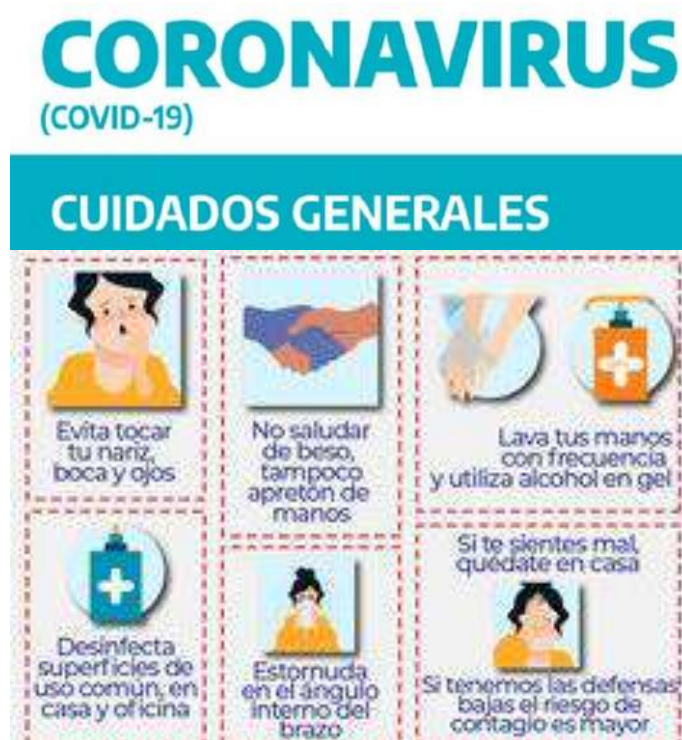 CORONAVIRUS
(COVID-19)
CUIDADOS GENERALES
Evita tocar
tu nariz,
boca y ojos
No saludar
de beso,
tampoco
apretón de
manos
Lava tus manos
con frecuencia
y utiliza alcohol en gel
Desinfecta
superficies de
uso común, en
casa y oficina
Estornuda
en el ángulo
interno del
brazo
Si te sientes mal,
quédate en casa
Si tenemos las defensas
bajas el riesgo de
contagio es mayor